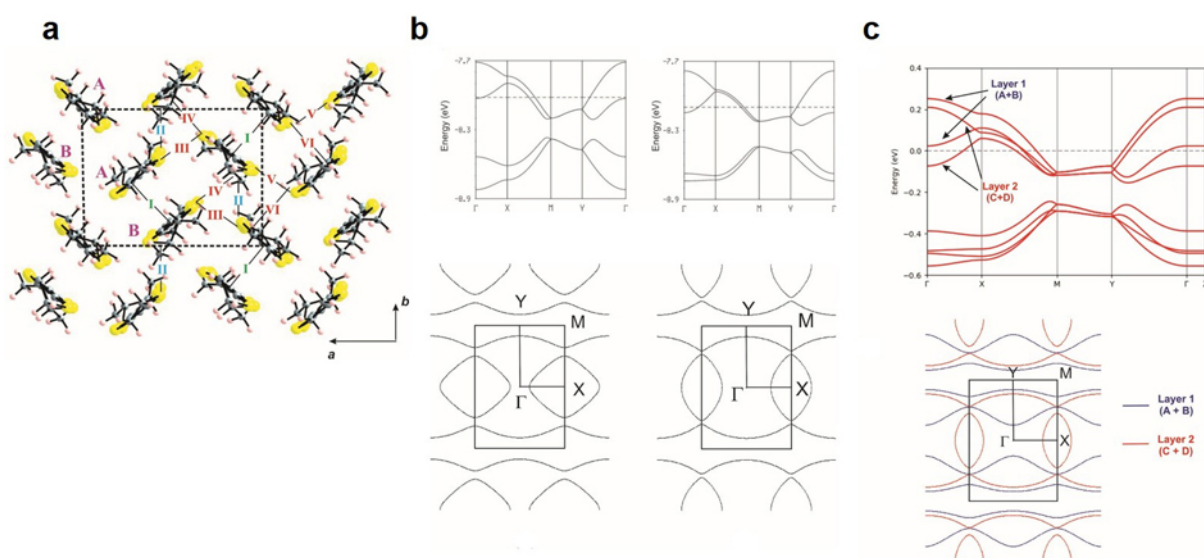 a
A
II
IV
I
V
B
III
VI
A
I
IV
V
B
III
II
VI
II
I
b
a
b
-7.7
Energy (eV)
-8.3
-8.9
Γ X M Y Γ
-7.7
Energy (eV)
-8.3
-8.9
Γ X M Y Γ
Y
M
Γ
X
Y
M
Γ
X
c
0.4
0.2
0.0
−0.2
−0.4
−0.6
Energy (eV)
Layer 1
(A+B)
Layer 2
(C+D)
Γ X M Y Γ Z
Y
M
Γ
X
Layer 1
(A + B)
Layer 2
(C + D)